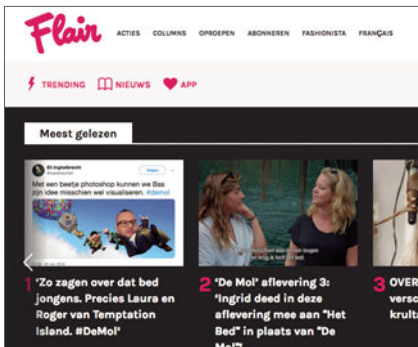 Flair
ACTIES COLUMNS OPROEPEN ABONNEREN FASHIONISTA FRANÇAIS
TRENDING NIEUWS APP
Meest gelezen
Eli Inghelbrecht
Met een beetje photoshop kunnen we Bas
zijn idee misschien wel visualiseren. #demol
1 'Zo zagen over dat bed
jongens. Precies Laura en
Roger van Temptation
Island. #DeMol'
2 'De Mol' aflevering 3:
'Ingrid deed in deze
aflevering mee aan "Het
Bed" in plaats van "De
Mol"'
3 OVER
versc
krulta